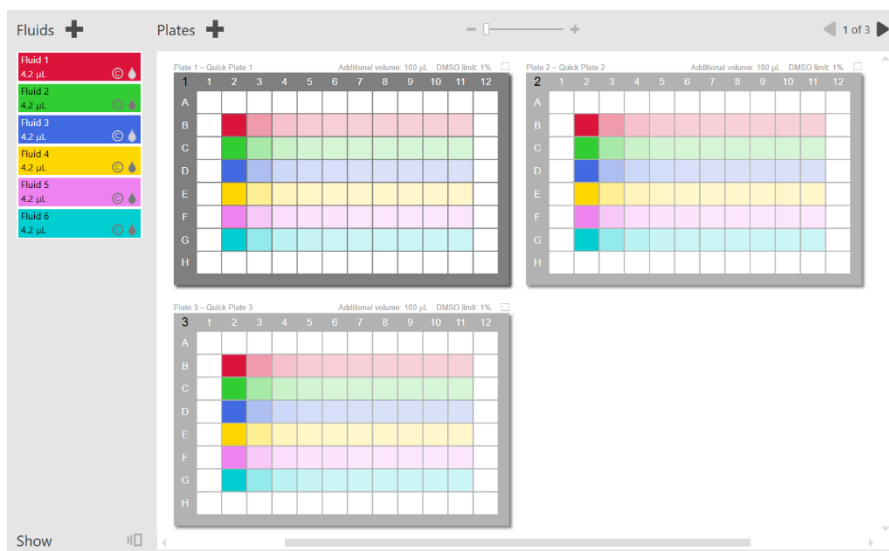 Fluids
Plates
1 of 3
Fluid 1
4.2 µL
Fluid 2
4.2 µL
Fluid 3
4.2 µL
Fluid 4
4.2 µL
Fluid 5
4.2 µL
Fluid 6
4.2 µL
Plate 1 – Quick Plate 1 Additional volume: 100 µL DMSO limit: 1%
1 1 2 3 4 5 6 7 8 9 10 11 12
A
B
C
D
E
F
G
H
Plate 2 – Quick Plate 2 Additional volume: 100 µL DMSO limit: 1%
2 1 2 3 4 5 6 7 8 9 10 11 12
A
B
C
D
E
F
G
H
Plate 3 – Quick Plate 3 Additional volume: 100 µL DMSO limit: 1%
3 1 2 3 4 5 6 7 8 9 10 11 12
A
B
C
D
E
F
G
H
Show